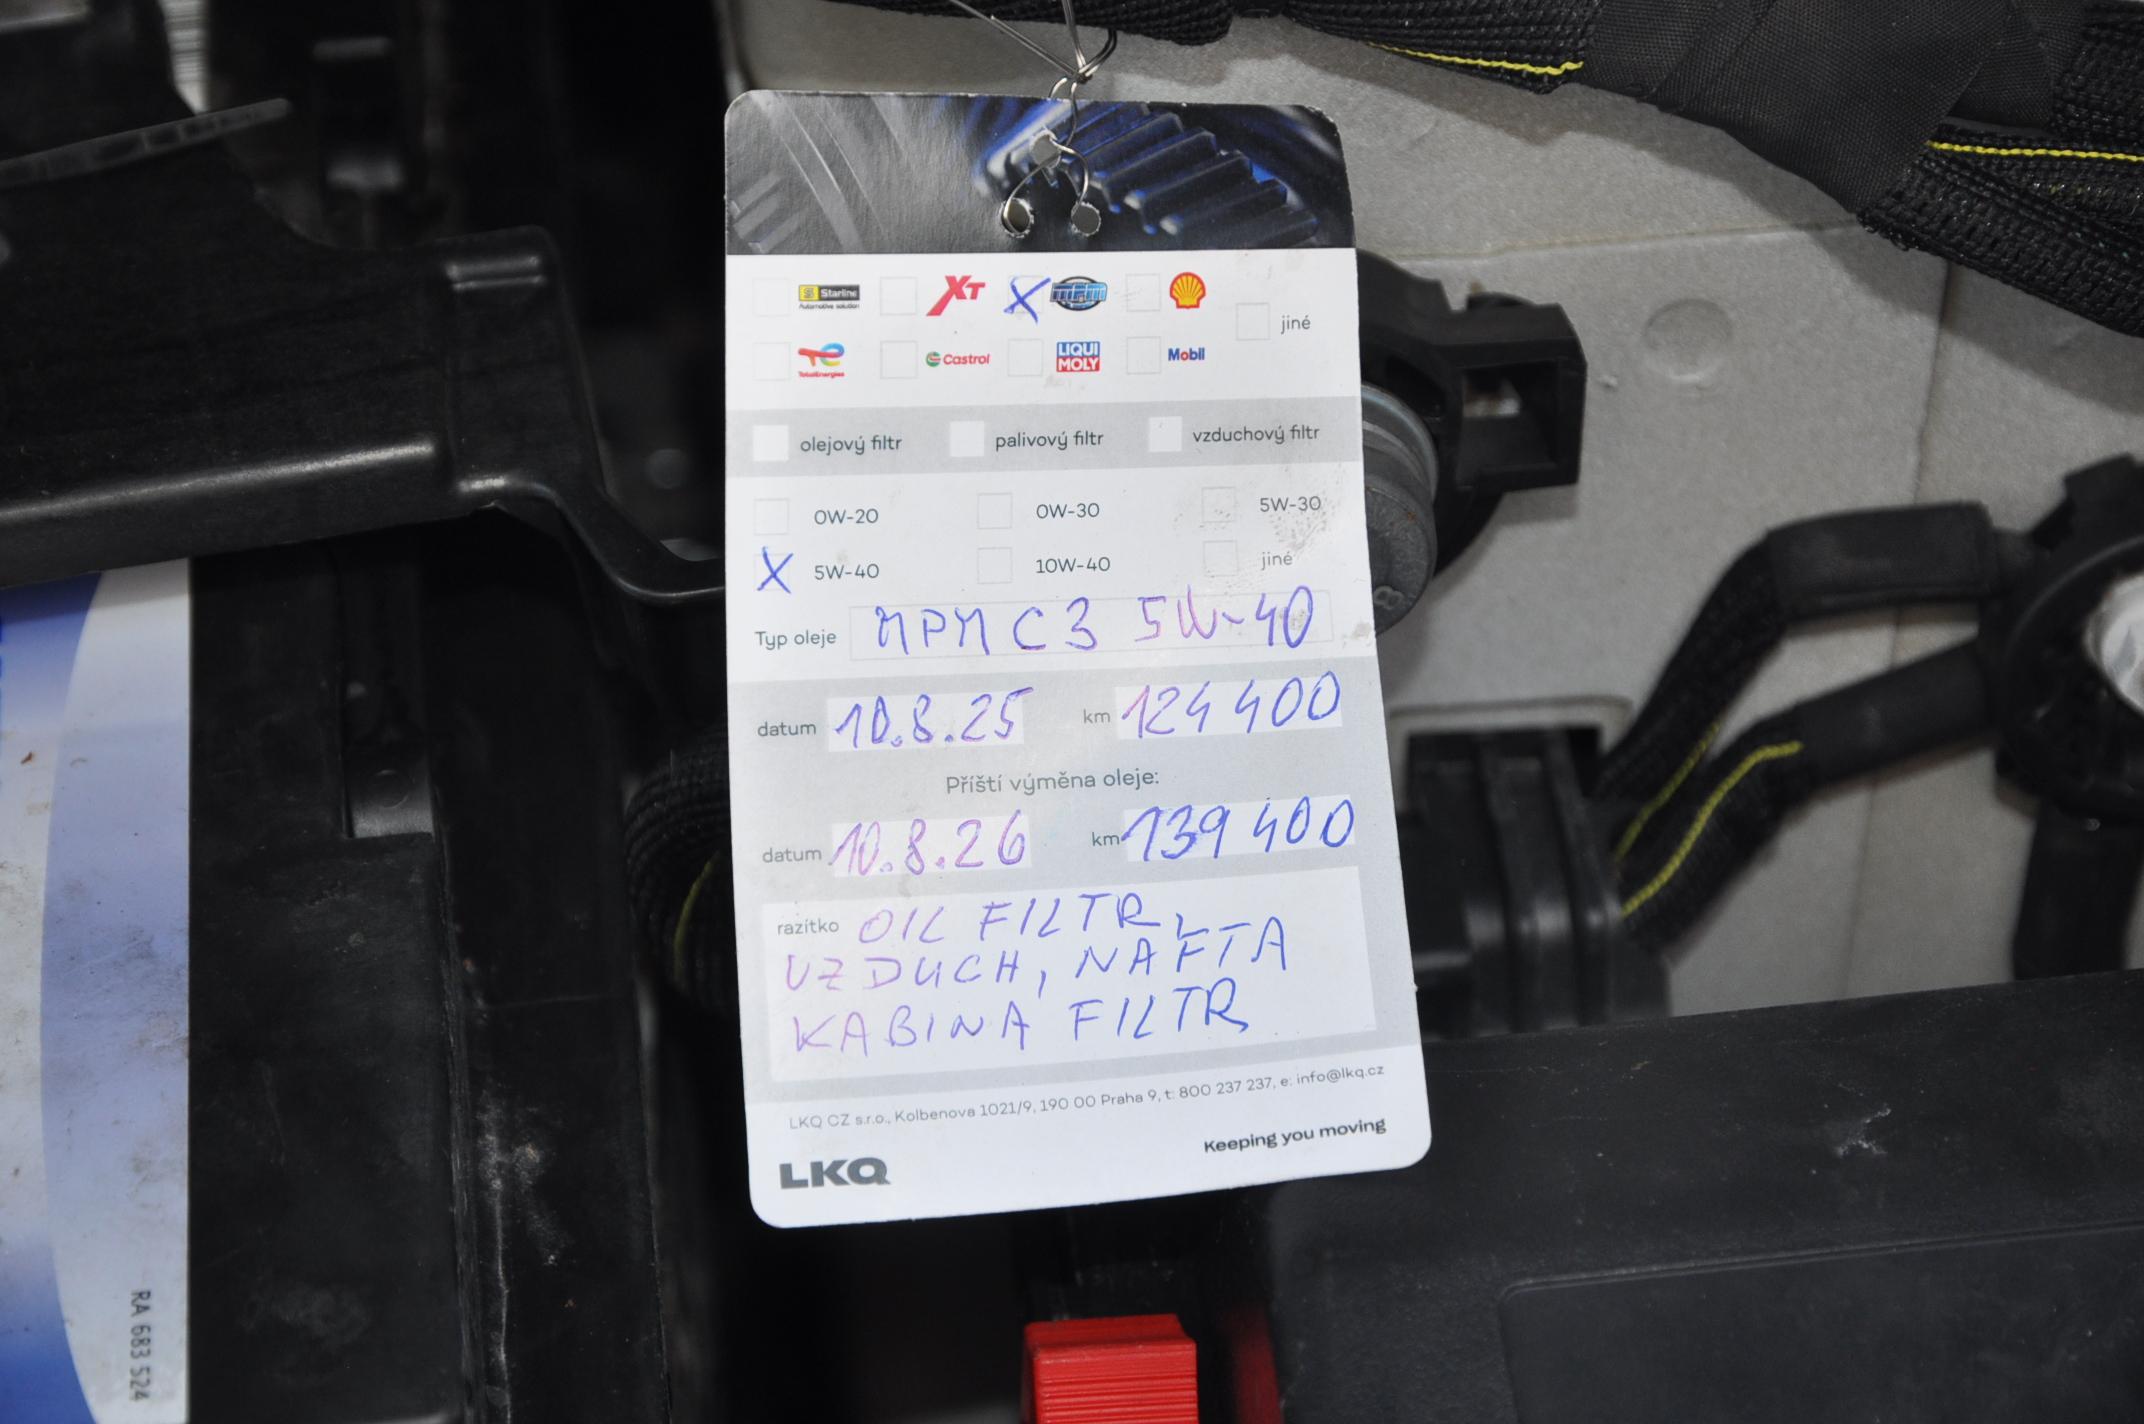 Starline XT MPM Shell
Automotive solution
jiné
TotalEnergies Castrol LIQUI MOLY Mobil
olejový filtr palivový filtr vzduchový filtr
0W-20 0W-30 5W-30
X 5W-40 10W-40 jiné
Typ oleje MPM C3 5W-40
datum 10.8.25 km 124 400
Příští výměna oleje:
datum 10.8.26 km 139 400
razítko OIL FILTR,
VZDUCH, NAFTA
KABINA FILTR
LKQ CZ s.r.o., Kolbenova 1021/9, 190 00 Praha 9, t: 800 237 237, e: info@lkq.cz
Keeping you moving
LKQ
RA 683 524